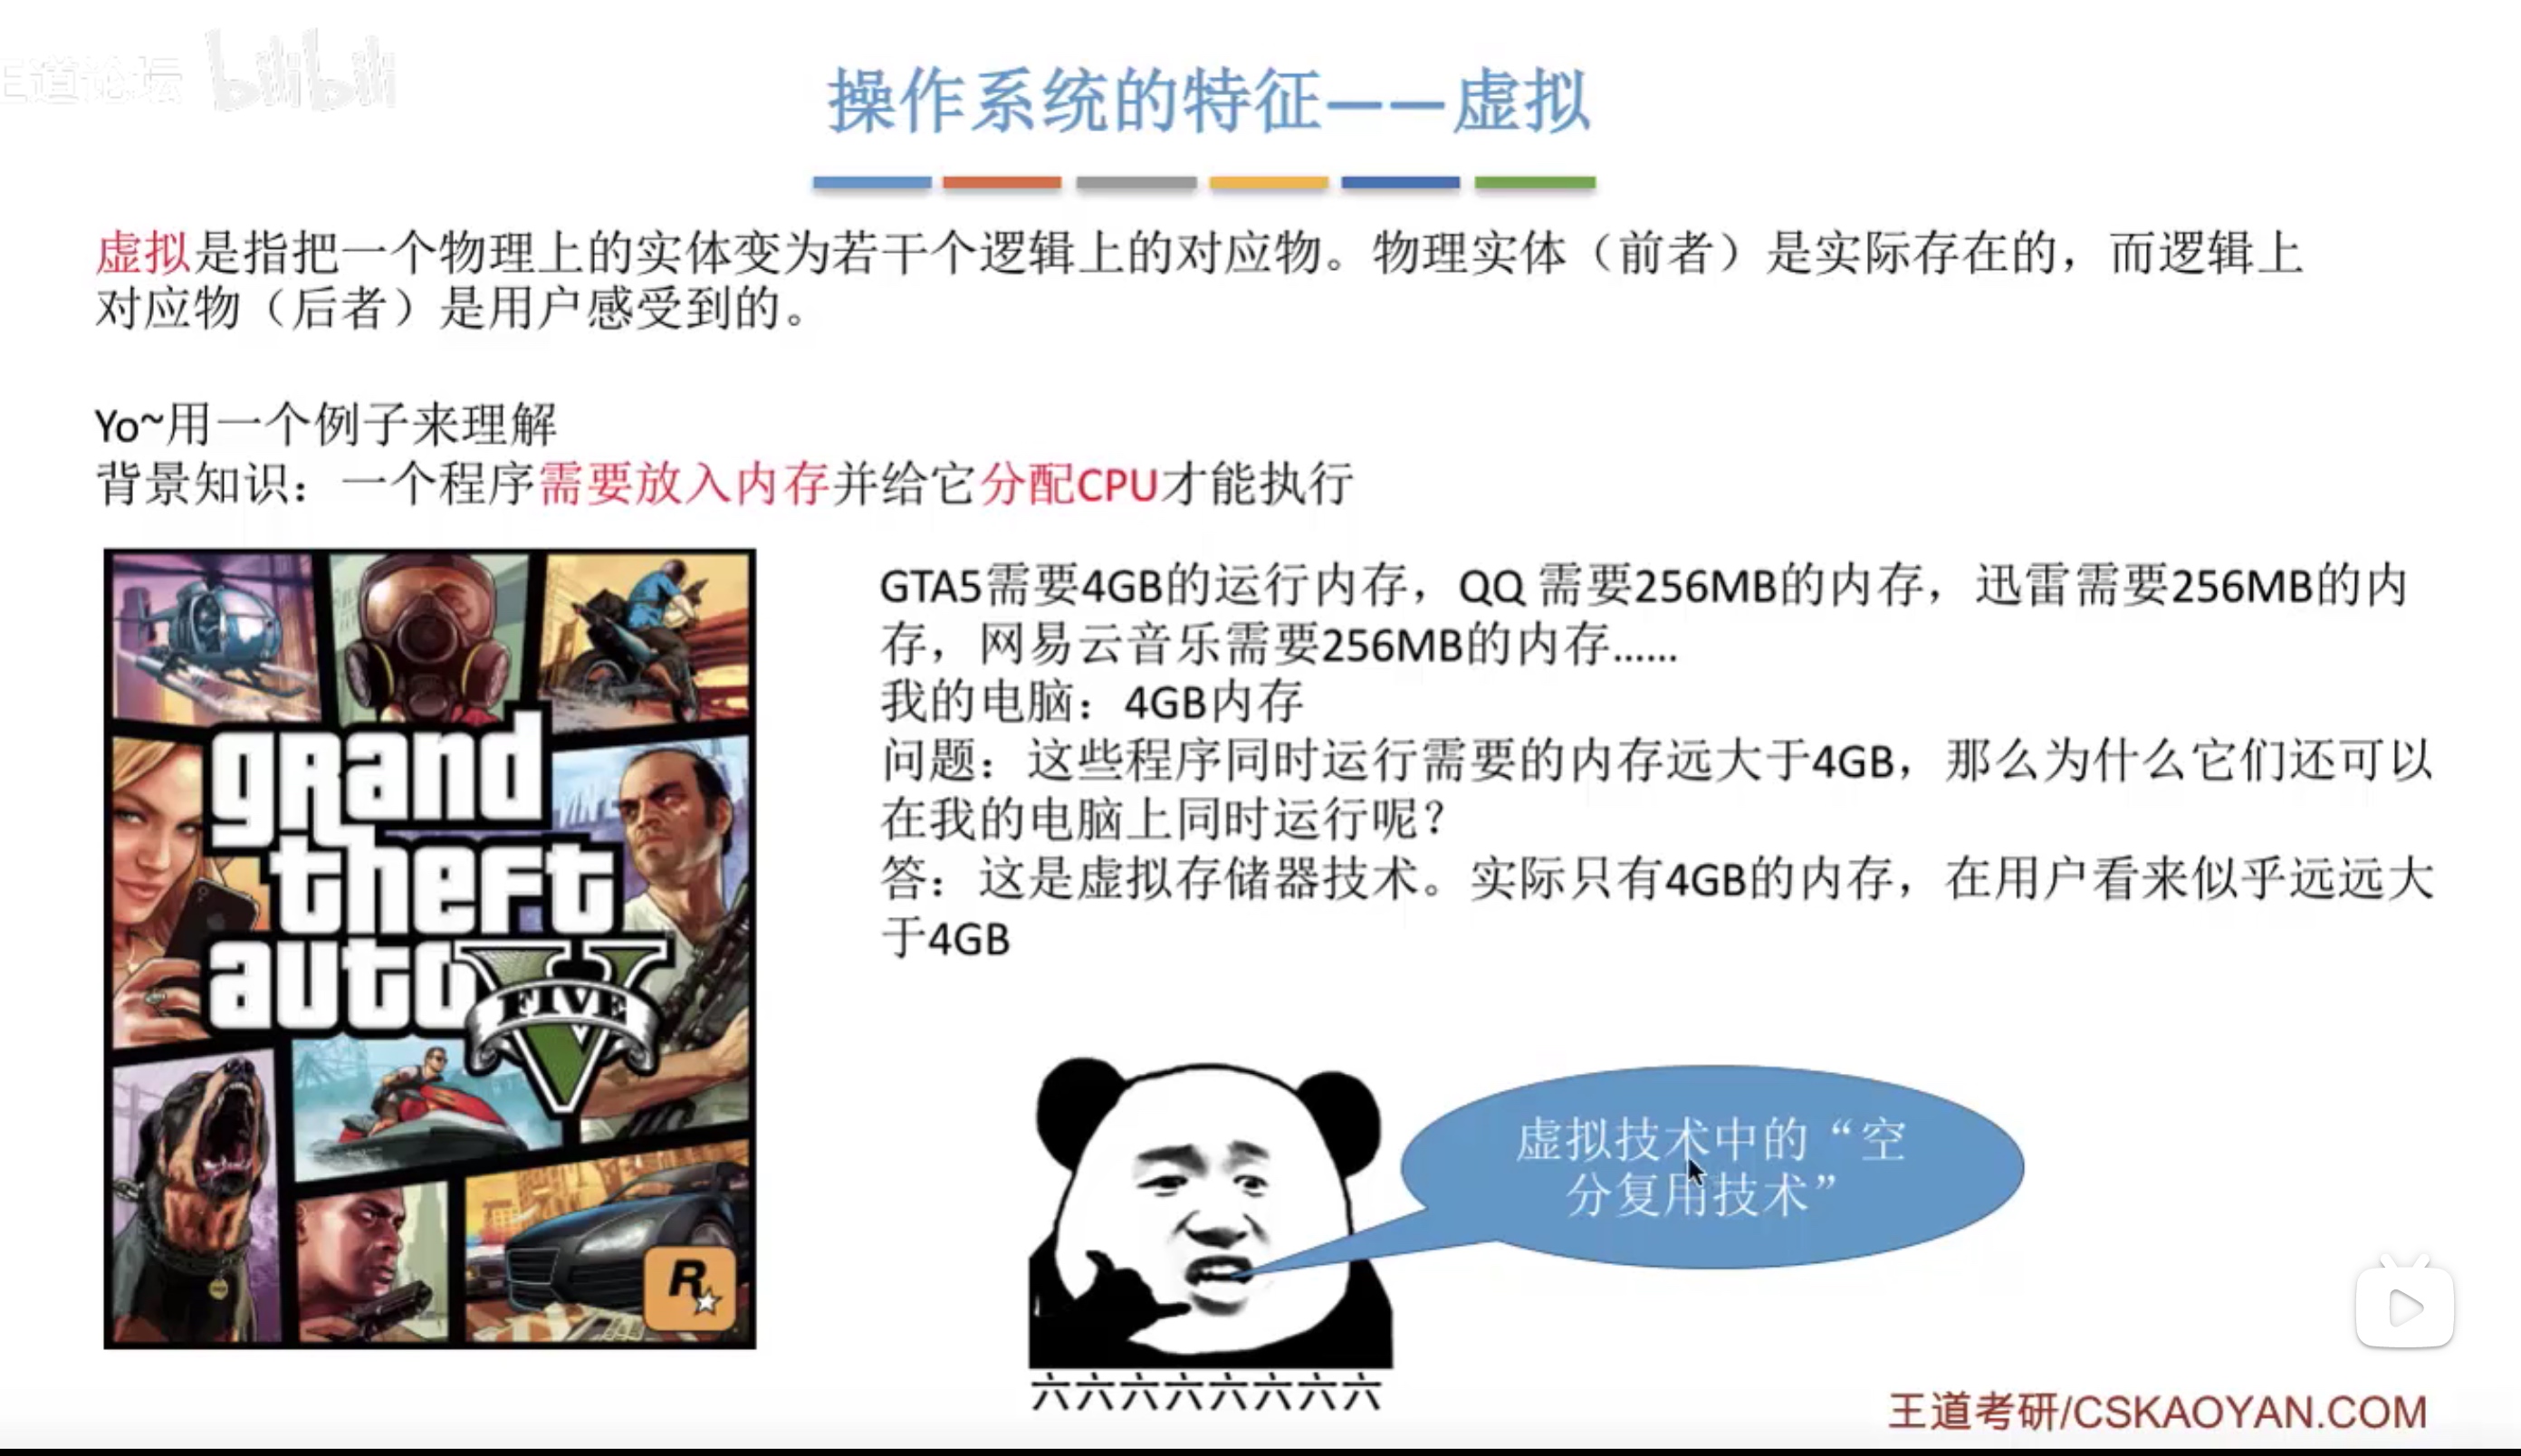 王道论坛 bilibili
操作系统的特征——虚拟
虚拟是指把一个物理上的实体变为若干个逻辑上的对应物。物理实体（前者）是实际存在的，而逻辑上
对应物（后者）是用户感受到的。
Yo~用一个例子来理解
背景知识：一个程序需要放入内存并给它分配CPU才能执行
GTA5需要4GB的运行内存，QQ 需要256MB的内存，迅雷需要256MB的内
存，网易云音乐需要256MB的内存……
我的电脑：4GB内存
问题：这些程序同时运行需要的内存远大于4GB，那么为什么它们还可以
在我的电脑上同时运行呢？
答：这是虚拟存储器技术。实际只有4GB的内存，在用户看来似乎远远大
于4GB
grand
theft
auto
V
FIVE
R
虚拟技术中的“空
分复用技术”
六六六六六六六六
王道考研/CSKAOYAN.COM